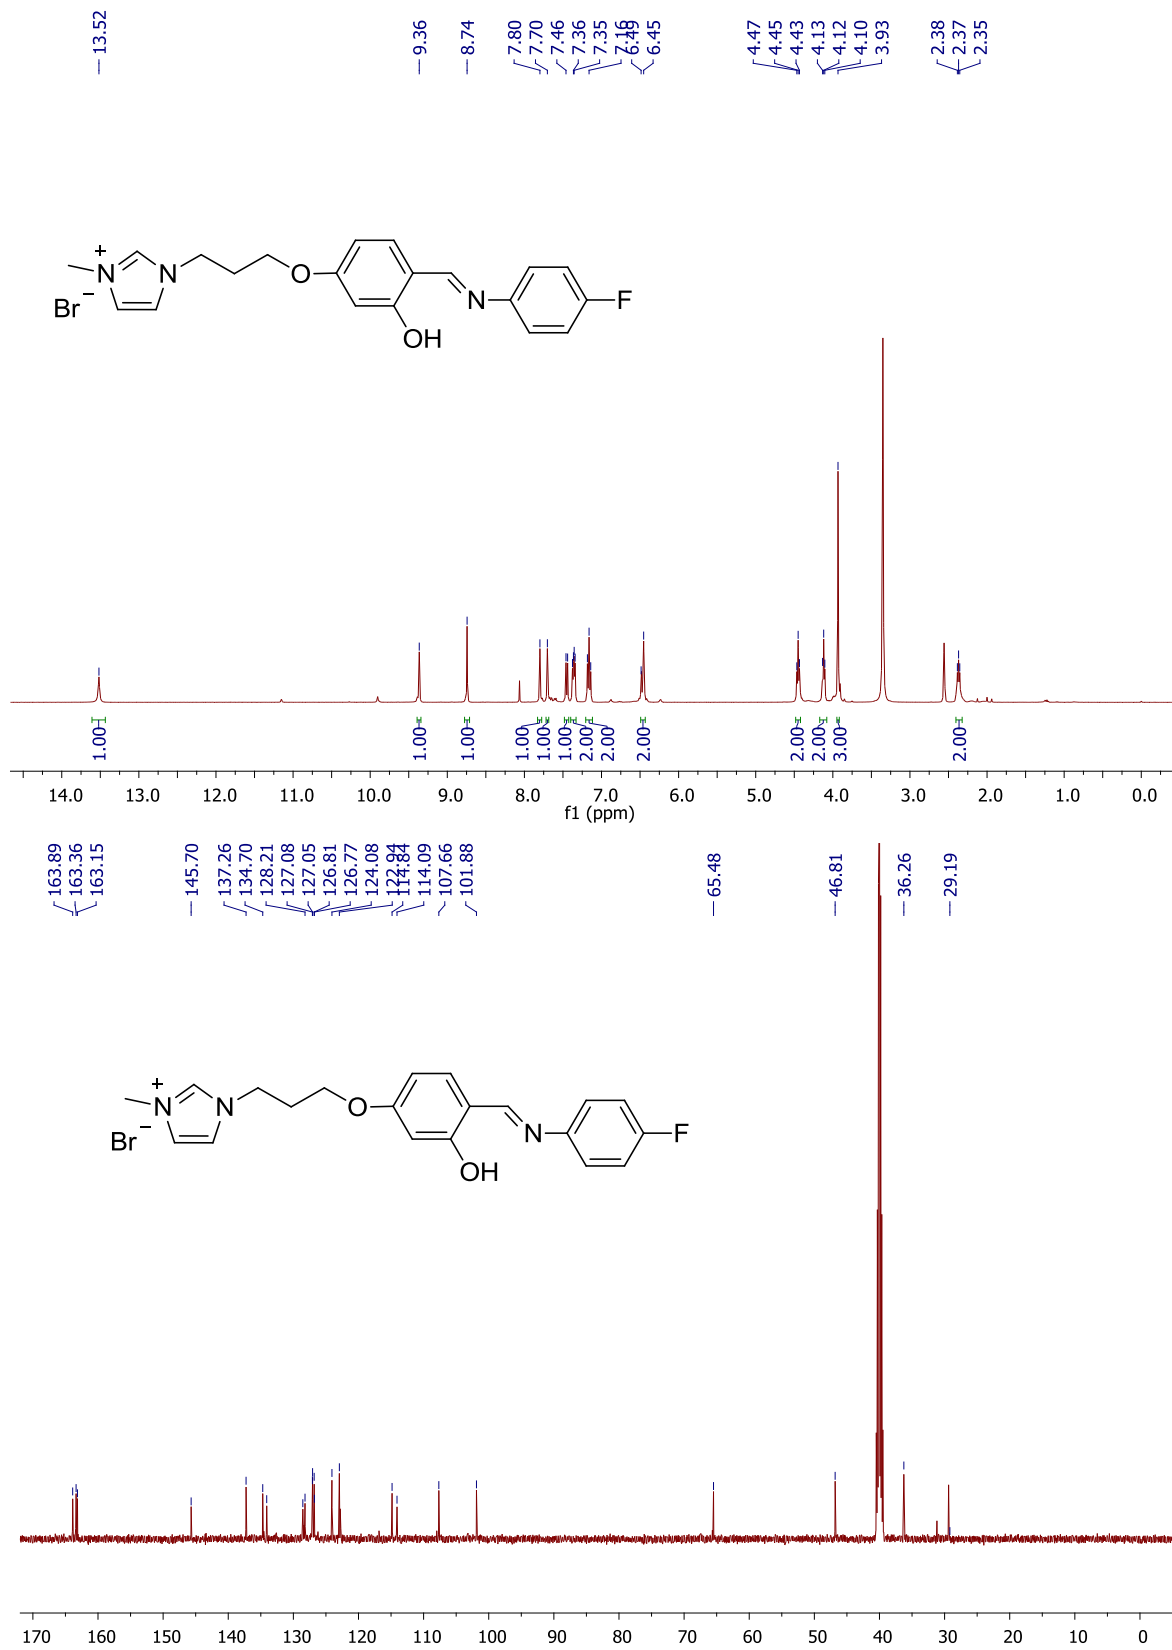 13.52 9.36 8.74 7.80 7.70 7.46 7.36 7.35 7.16 6.49 6.45 4.47 4.45 4.43 4.13 4.12 4.10 3.93 2.38 2.37 2.35
+
N N O N F
Br−
OH
1.00 1.00 1.00 1.00 1.00 1.00 2.00 2.00 2.00 2.00 2.00 3.00 2.00
14.0 13.0 12.0 11.0 10.0 9.0 8.0 7.0 6.0 5.0 4.0 3.0 2.0 1.0 0.0
f1 (ppm)
163.89 163.36 163.15 145.70 137.26 134.70 128.21 127.08 127.05 126.81 126.77 124.08 122.94 114.84 114.09 107.66 101.88 65.48 46.81 36.26 29.19
+
N N O N F
Br−
OH
170 160 150 140 130 120 110 100 90 80 70 60 50 40 30 20 10 0